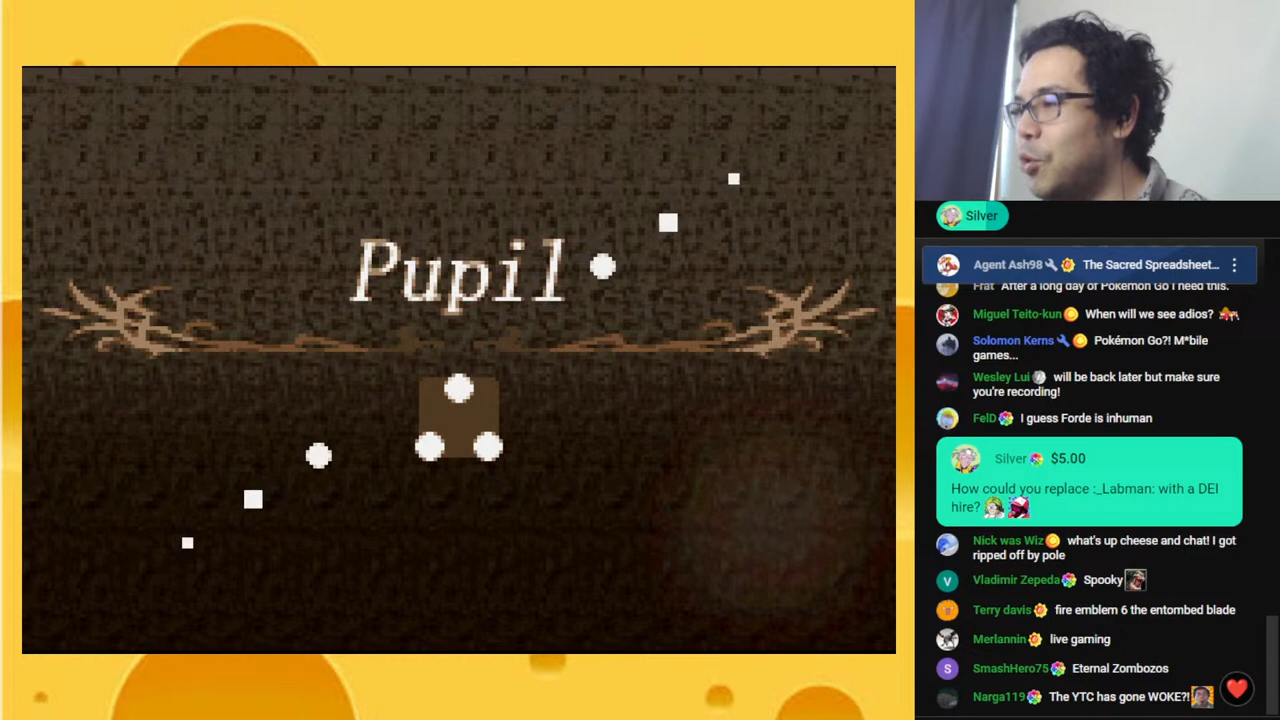 Pupil
Silver
Agent Ash98 The Sacred Spreadsheet...
Frat After a long day of Pokemon Go I need this.
Miguel Teito-kun When will we see adios?
Solomon Kerns Pokémon Go?! M*bile
games...
Wesley Lui will be back later but make sure
you're recording!
FelD I guess Forde is inhuman
Silver $5.00
How could you replace :_Labman: with a DEI
hire?
Nick was Wiz what's up cheese and chat! I got
ripped off by pole
V Vladimir Zepeda Spooky
Terry davis fire emblem 6 the entombed blade
Merlannin live gaming
S SmashHero75 Eternal Zombozos
Narga119 The YTC has gone WOKE?!